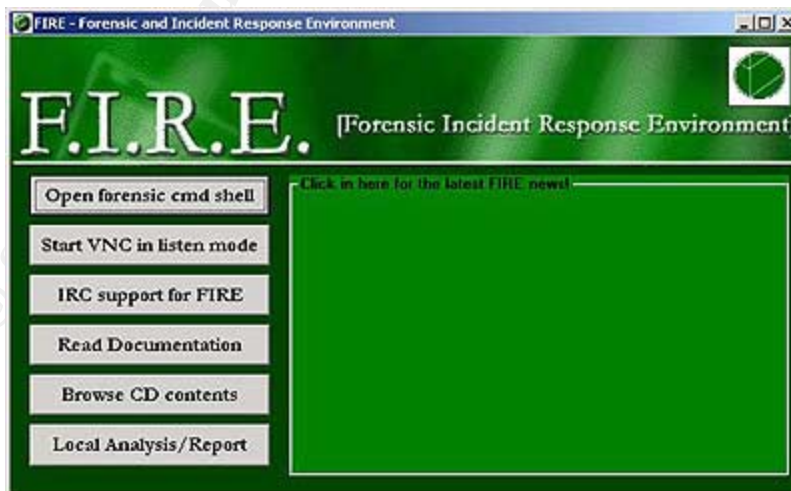 FIRE - Forensic and Incident Response Environment
F.I.R.E.
[Forensic Incident Response Environment]
Open forensic cmd shell
Click in here for the latest FIRE news!
Start VNC in listen mode
IRC support for FIRE
Read Documentation
Browse CD contents
Local Analysis/Report